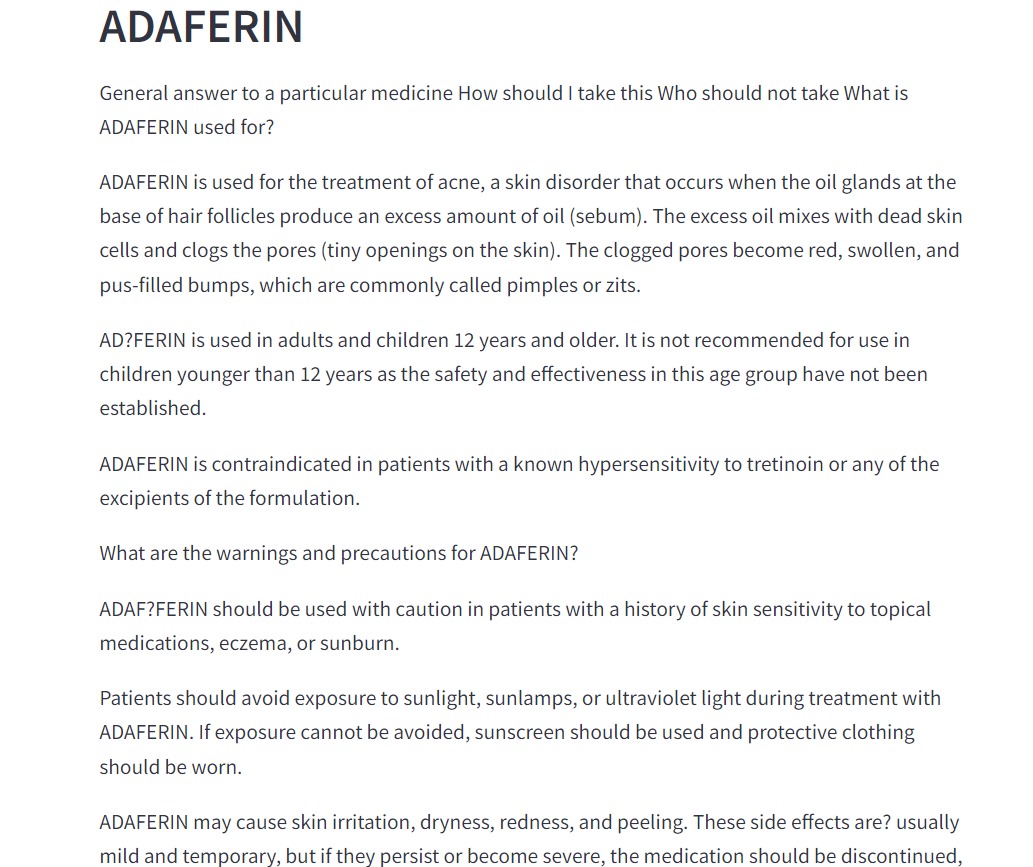 ADAFERIN
General answer to a particular medicine How should I take this Who should not take What is
ADAFERIN used for?
ADAFERIN is used for the treatment of acne, a skin disorder that occurs when the oil glands at the
base of hair follicles produce an excess amount of oil (sebum). The excess oil mixes with dead skin
cells and clogs the pores (tiny openings on the skin). The clogged pores become red, swollen, and
pus-filled bumps, which are commonly called pimples or zits.
AD?FERIN is used in adults and children 12 years and older. It is not recommended for use in
children younger than 12 years as the safety and effectiveness in this age group have not been
established.
ADAFERIN is contraindicated in patients with a known hypersensitivity to tretinoin or any of the
excipients of the formulation.
What are the warnings and precautions for ADAFERIN?
ADAF?FERIN should be used with caution in patients with a history of skin sensitivity to topical
medications, eczema, or sunburn.
Patients should avoid exposure to sunlight, sunlamps, or ultraviolet light during treatment with
ADAFERIN. If exposure cannot be avoided, sunscreen should be used and protective clothing
should be worn.
ADAFERIN may cause skin irritation, dryness, redness, and peeling. These side effects are? usually
mild and temporary, but if they persist or become severe, the medication should be discontinued,